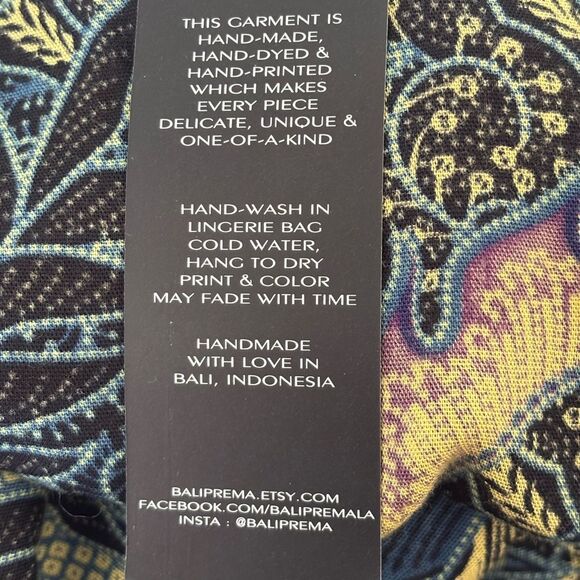 THIS GARMENT IS
HAND-MADE,
HAND-DYED &
HAND-PRINTED
WHICH MAKES
EVERY PIECE
DELICATE, UNIQUE &
ONE-OF-A-KIND
HAND-WASH IN
LINGERIE BAG
COLD WATER,
HANG TO DRY
PRINT & COLOR
MAY FADE WITH TIME
HANDMADE
WITH LOVE IN
BALI, INDONESIA
BALIPREMA.ETSY.COM
FACEBOOK.COM/BALIPREMALA
INSTA : @BALIPREMA